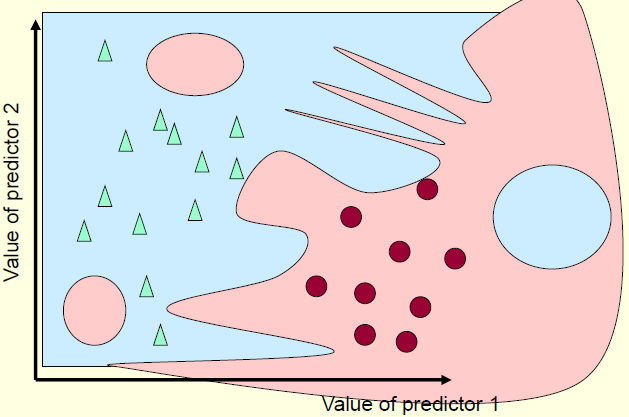 Value of predictor 2
Value of predictor 1